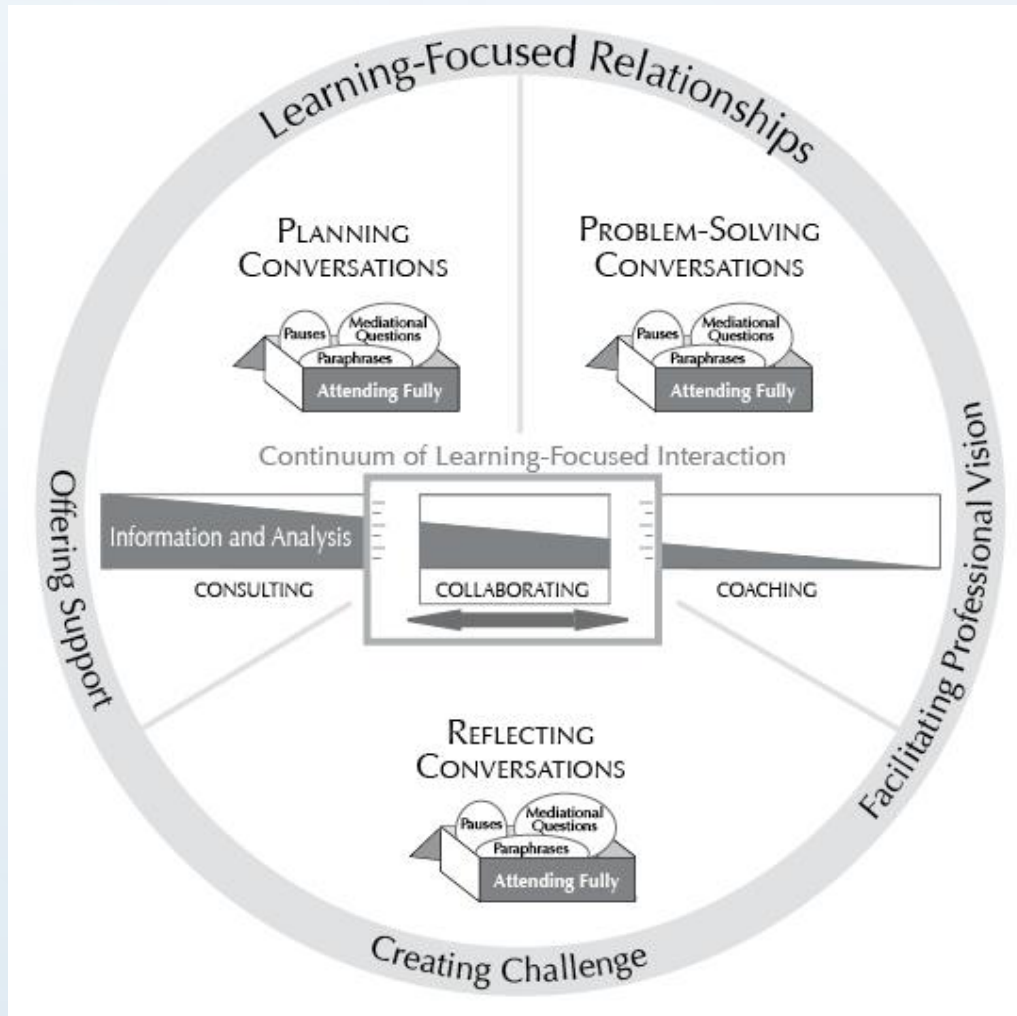 Learning-Focused Relationships
PLANNING
CONVERSATIONS
Pauses
Mediational
Questions
Paraphrases
Attending Fully
PROBLEM-SOLVING
CONVERSATIONS
Pauses
Mediational
Questions
Paraphrases
Attending Fully
Continuum of Learning-Focused Interaction
Information and Analysis
CONSULTING
COLLABORATING
COACHING
Offering Support
Facilitating Professional Vision
REFLECTING
CONVERSATIONS
Pauses
Mediational
Questions
Paraphrases
Attending Fully
Creating Challenge